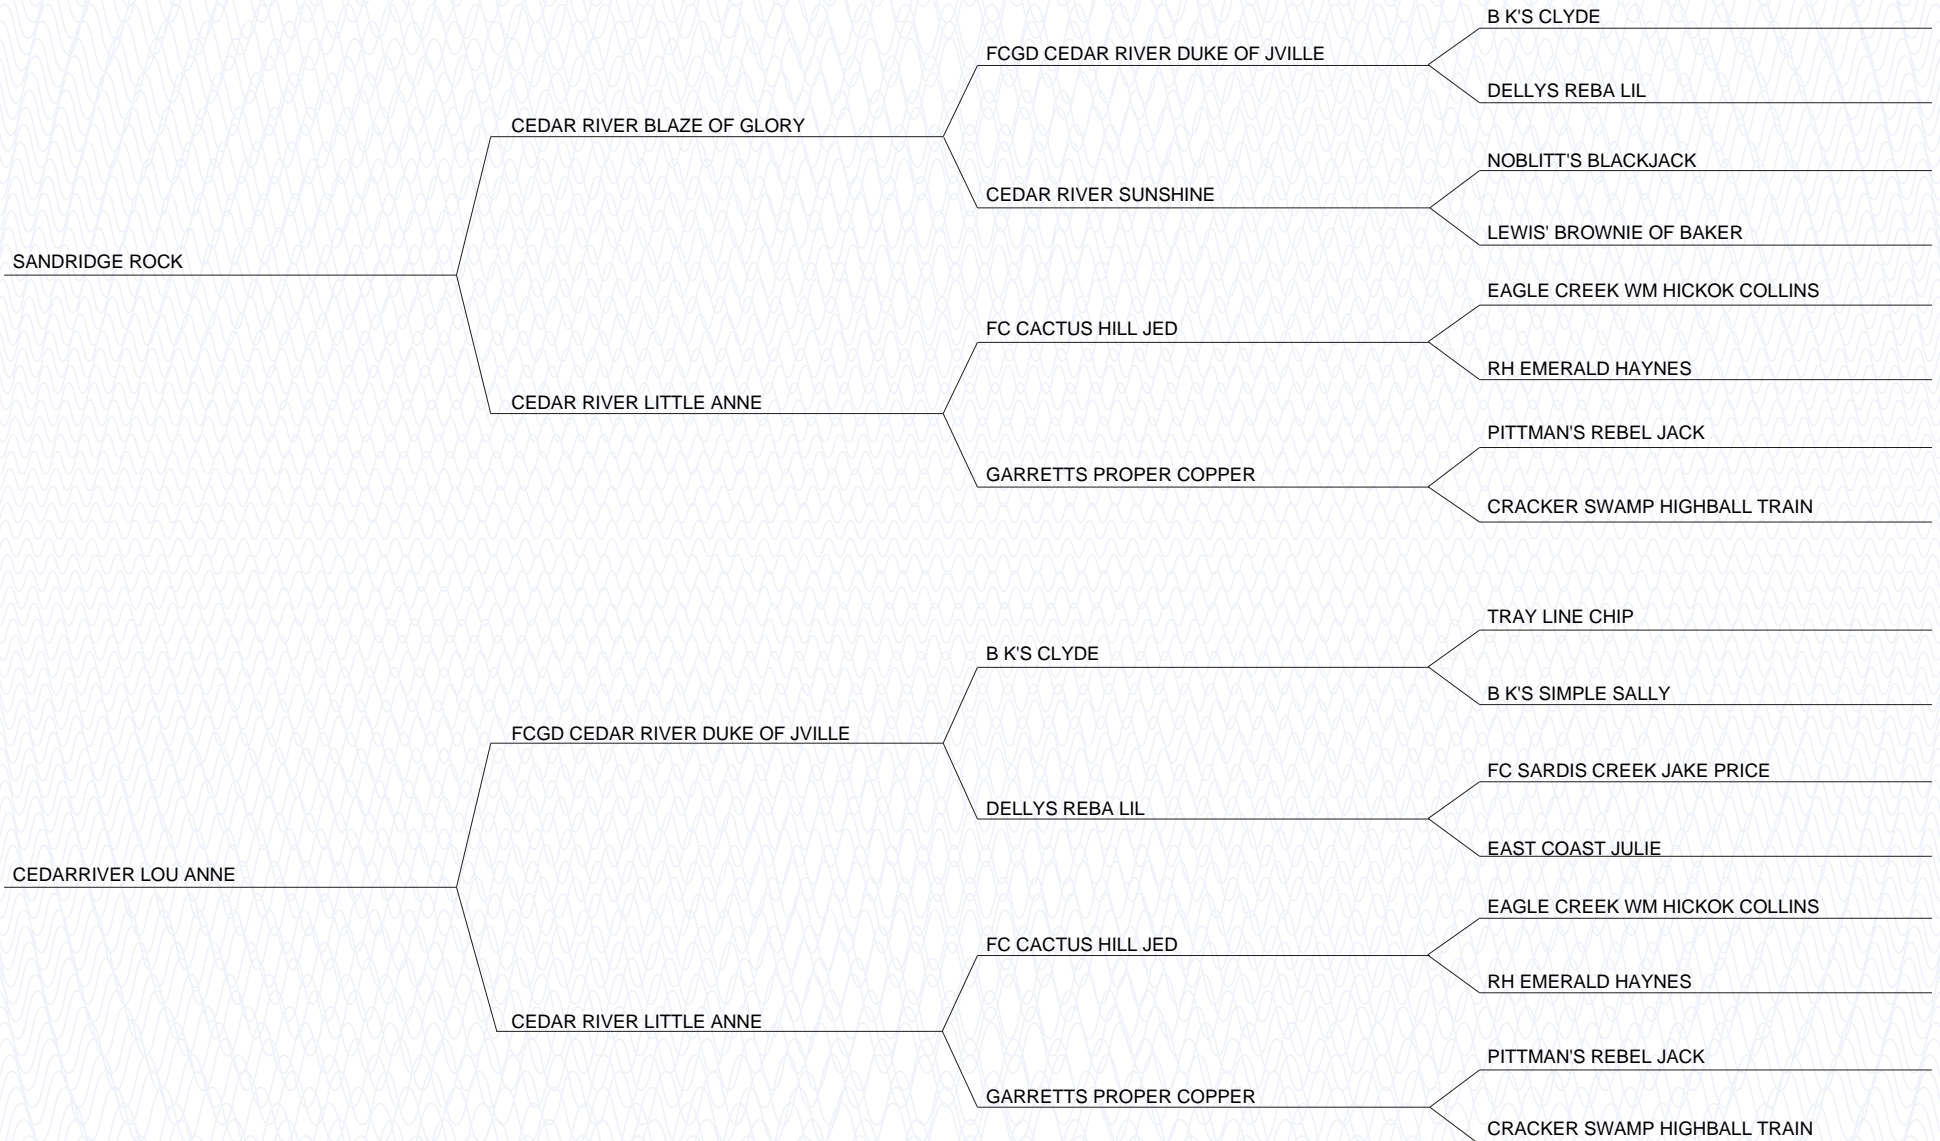 B K'S CLYDE
FCGD CEDAR RIVER DUKE OF JVILLE
DELLYS REBA LIL
CEDAR RIVER BLAZE OF GLORY
NOBLITT'S BLACKJACK
CEDAR RIVER SUNSHINE
LEWIS' BROWNIE OF BAKER
SANDRIDGE ROCK
EAGLE CREEK WM HICKOK COLLINS
FC CACTUS HILL JED
RH EMERALD HAYNES
CEDAR RIVER LITTLE ANNE
PITTMAN'S REBEL JACK
GARRETTS PROPER COPPER
CRACKER SWAMP HIGHBALL TRAIN
TRAY LINE CHIP
B K'S CLYDE
B K'S SIMPLE SALLY
FCGD CEDAR RIVER DUKE OF JVILLE
FC SARDIS CREEK JAKE PRICE
DELLYS REBA LIL
EAST COAST JULIE
CEDARRIVER LOU ANNE
EAGLE CREEK WM HICKOK COLLINS
FC CACTUS HILL JED
RH EMERALD HAYNES
CEDAR RIVER LITTLE ANNE
PITTMAN'S REBEL JACK
GARRETTS PROPER COPPER
CRACKER SWAMP HIGHBALL TRAIN